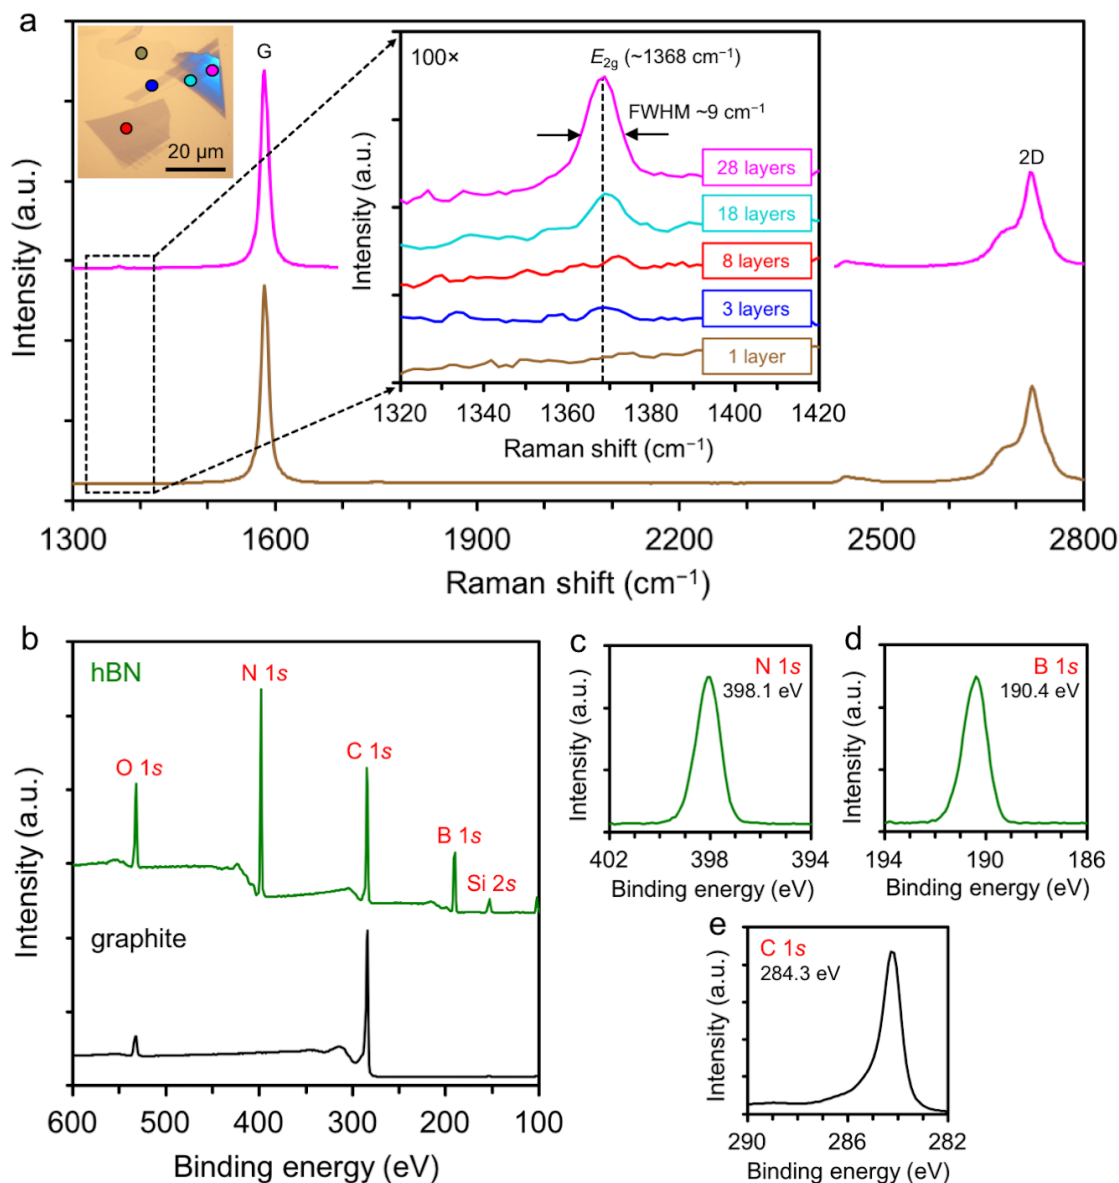 a
G
20 μm
100×
E2g (~1368 cm⁻¹)
FWHM ~9 cm⁻¹
28 layers
18 layers
8 layers
3 layers
1 layer
Intensity (a.u.)
1320 1340 1360 1380 1400 1420
Raman shift (cm⁻¹)
2D
Intensity (a.u.)
1300 1600 1900 2200 2500 2800
Raman shift (cm⁻¹)
b
hBN
O 1s
N 1s
C 1s
B 1s
Si 2s
graphite
Intensity (a.u.)
600 500 400 300 200 100
Binding energy (eV)
c
N 1s
398.1 eV
Intensity (a.u.)
402 398 394
Binding energy (eV)
d
B 1s
190.4 eV
Intensity (a.u.)
194 190 186
Binding energy (eV)
e
C 1s
284.3 eV
Intensity (a.u.)
290 286 282
Binding energy (eV)